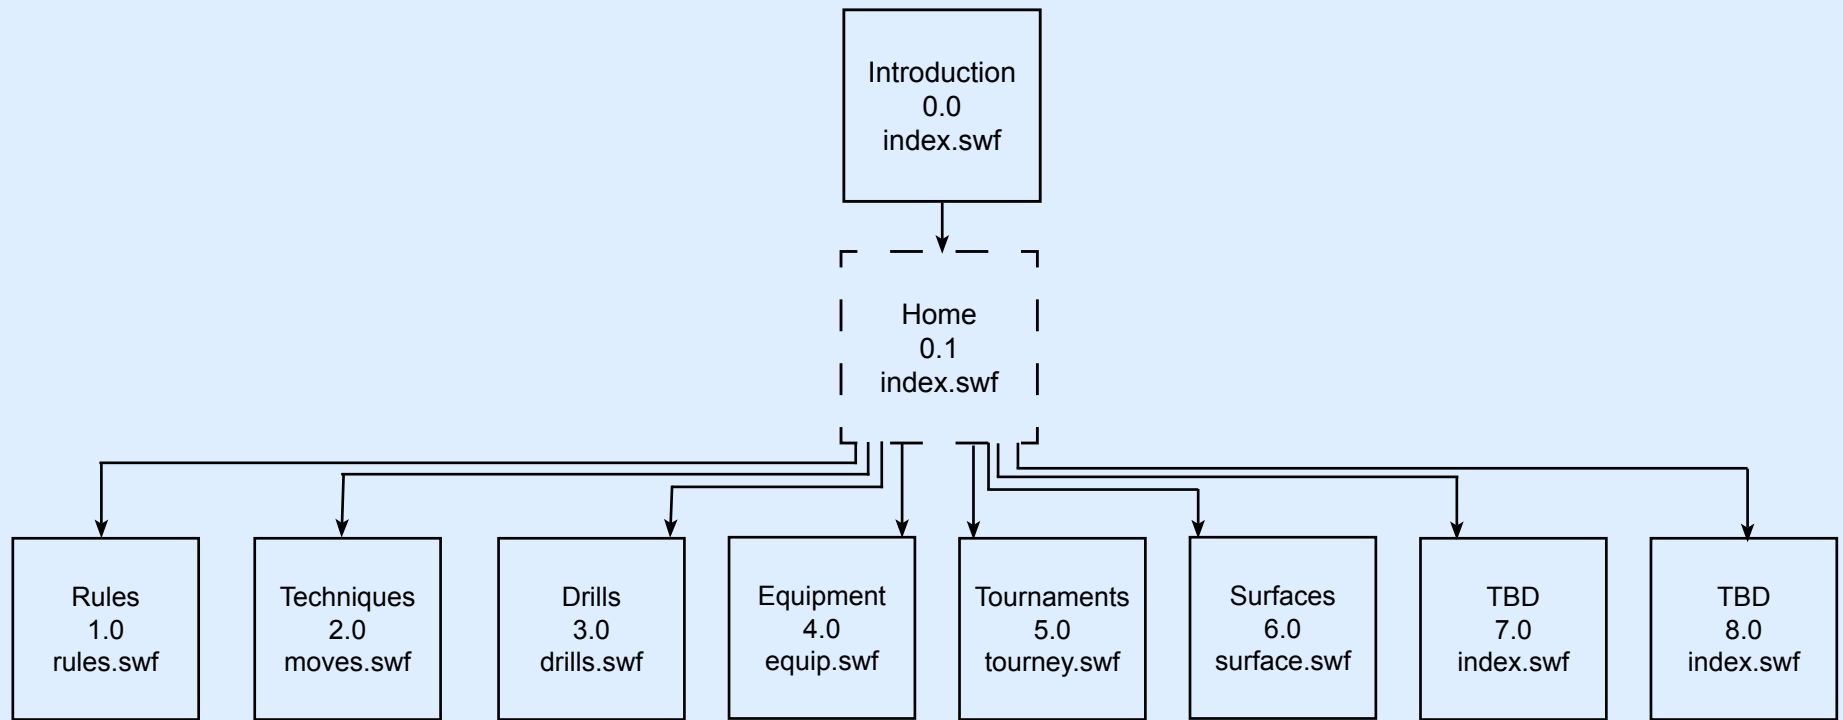 Introduction
0.0
index.swf
Home
0.1
index.swf
Rules
1.0
rules.swf
Techniques
2.0
moves.swf
Drills
3.0
drills.swf
Equipment
4.0
equip.swf
Tournaments
5.0
tourney.swf
Surfaces
6.0
surface.swf
TBD
7.0
index.swf
TBD
8.0
index.swf